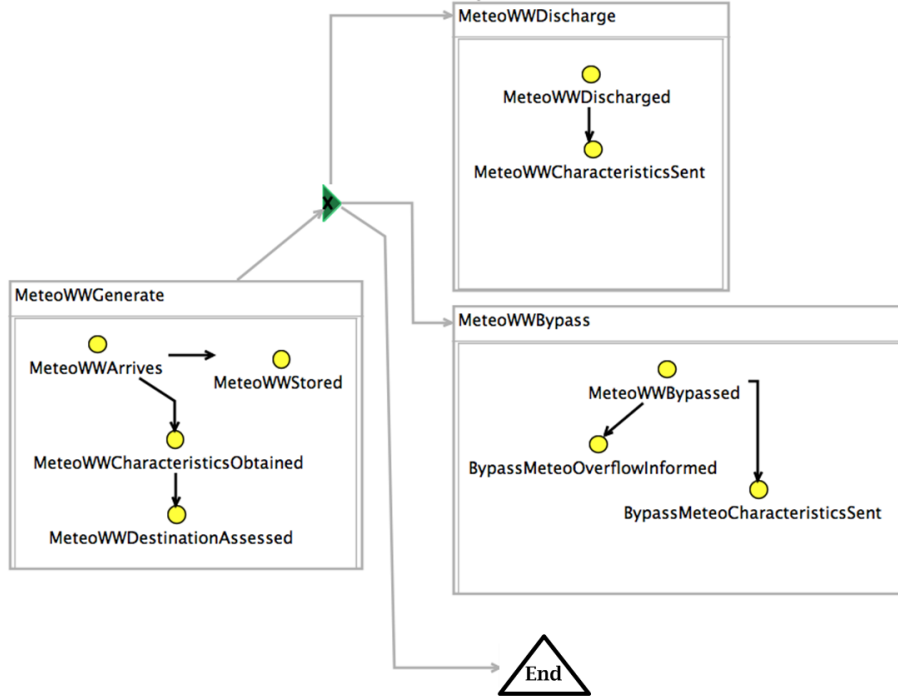 MeteoWWDischarge
MeteoWWDischarged
MeteoWWCharacteristicsSent
X
MeteoWWGenerate
MeteoWWArrives
MeteoWWStored
MeteoWWCharacteristicsObtained
MeteoWWDestinationAssessed
MeteoWWBypass
MeteoWWBypassed
BypassMeteoOverflowInformed
BypassMeteoCharacteristicsSent
End